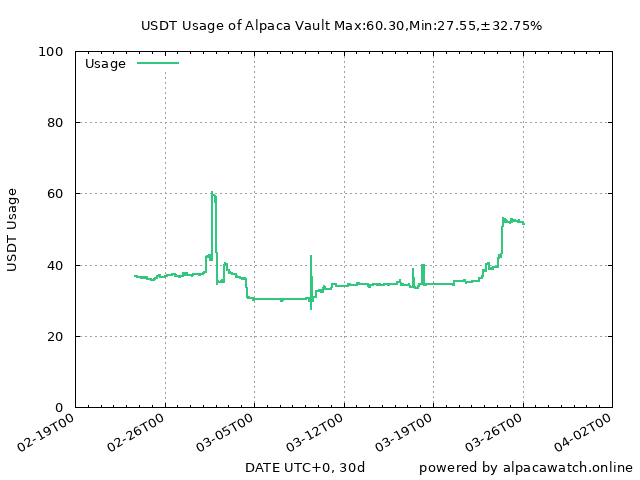 USDT Usage of Alpaca Vault Max:60.30,Min:27.55,±32.75%
Usage
100
80
60
40
20
0
USDT Usage
02-19T00
02-26T00
03-05T00
03-12T00
03-19T00
03-26T00
04-02T00
DATE UTC+0, 30d
powered by alpacawatch.online